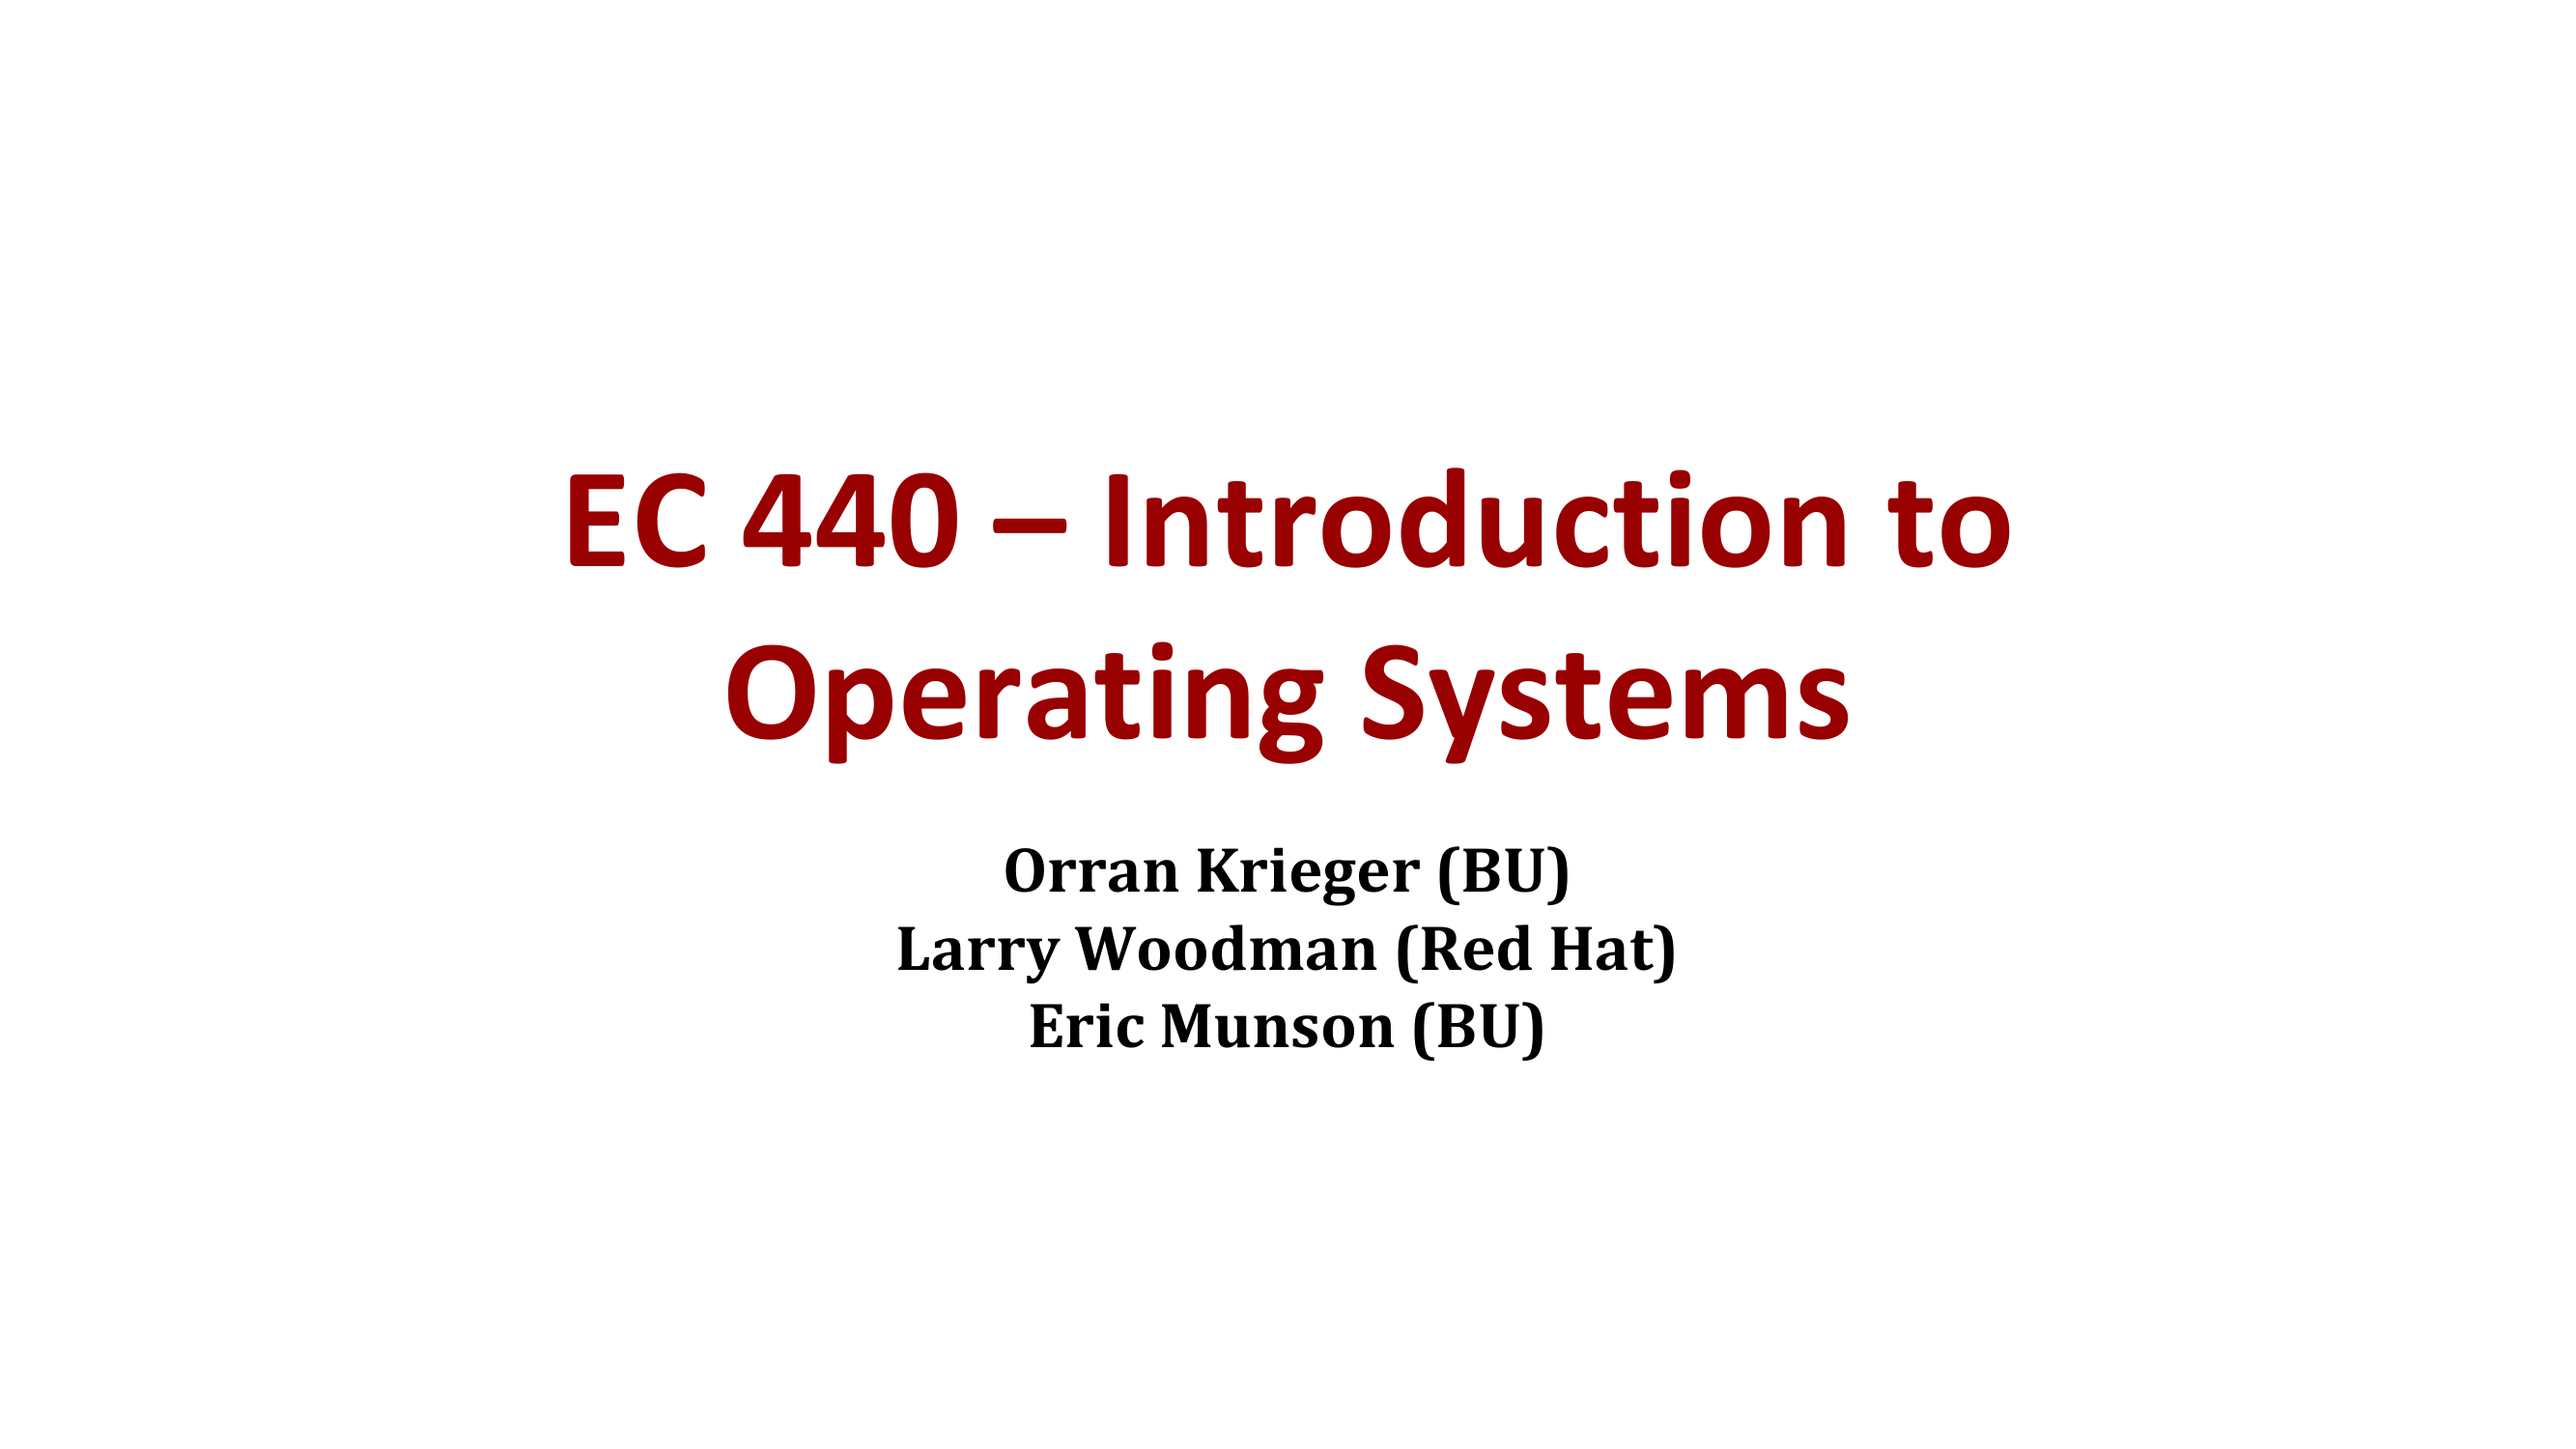 EC 440 – Introduction to
Operating Systems
Orran Krieger (BU)
Larry Woodman (Red Hat)
Eric Munson (BU)